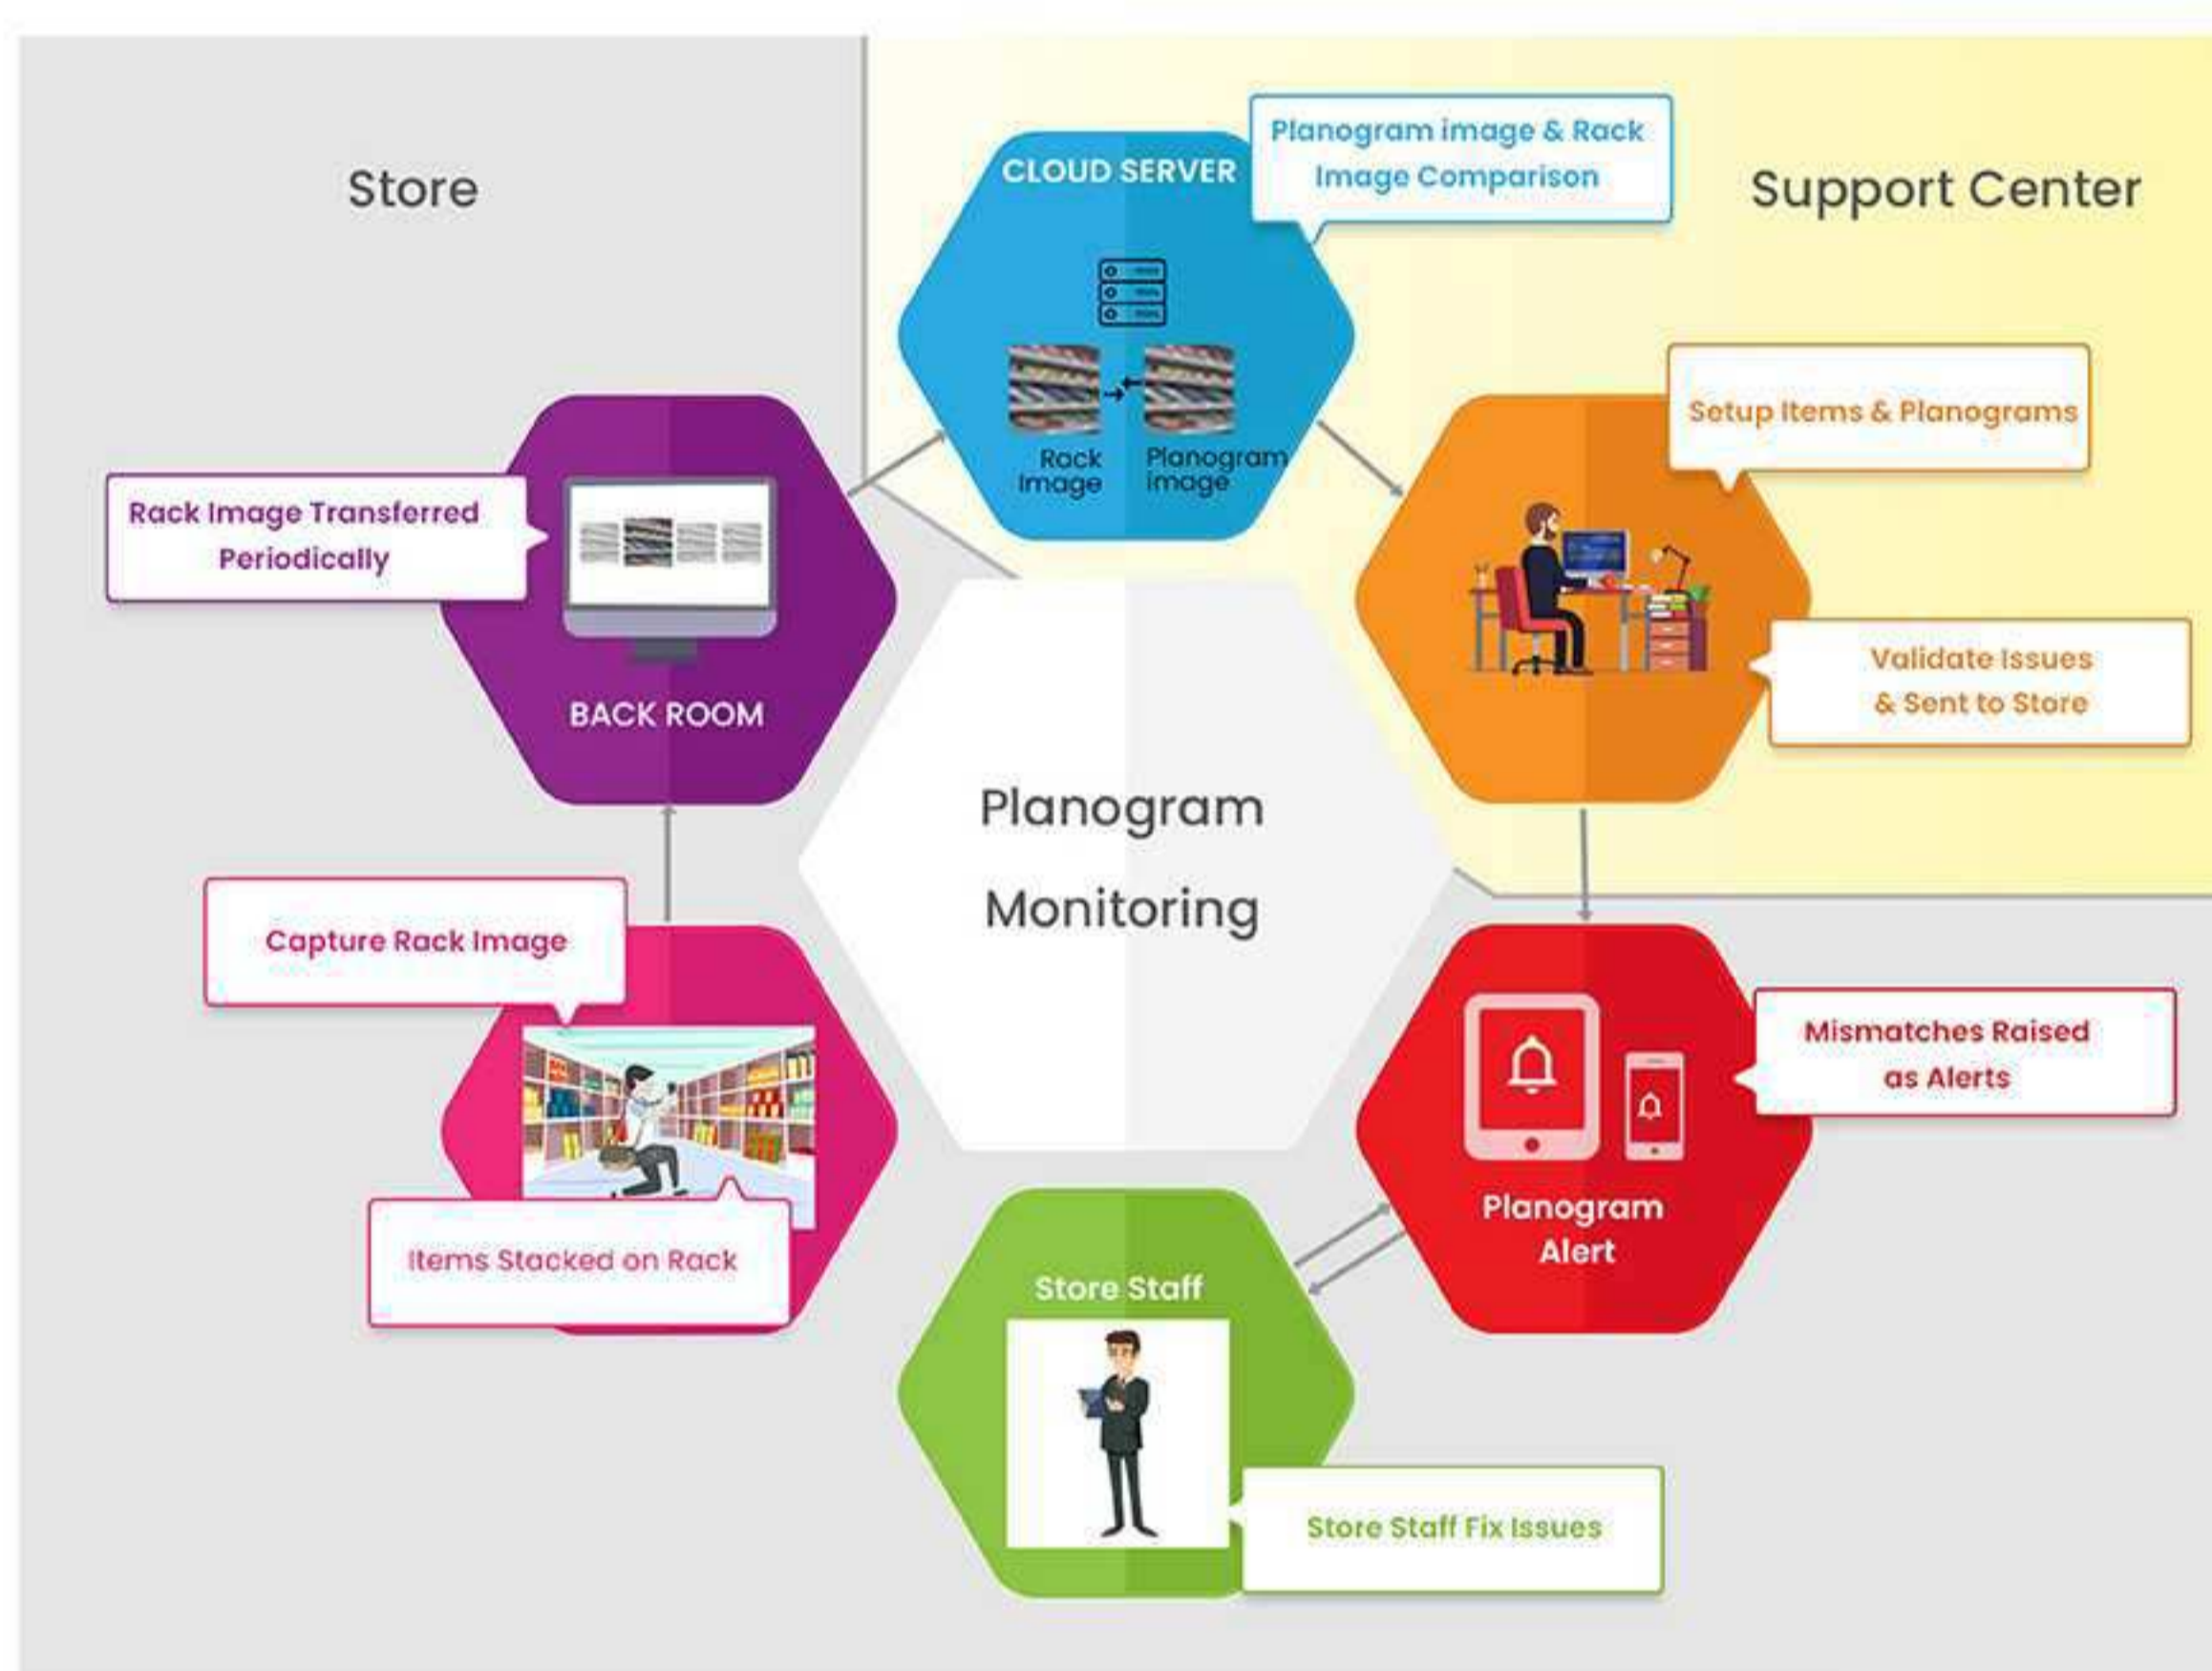 Store
Support Center
CLOUD SERVER
Planogram image & Rack
Image Comparison
Rack
Image
Planogram
image
Setup Items & Planograms
Validate Issues
& Sent to Store
Rack Image Transferred
Periodically
BACK ROOM
Planogram
Monitoring
Capture Rack Image
Items Stacked on Rack
Mismatches Raised
as Alerts
Planogram
Alert
Store Staff
Store Staff Fix Issues